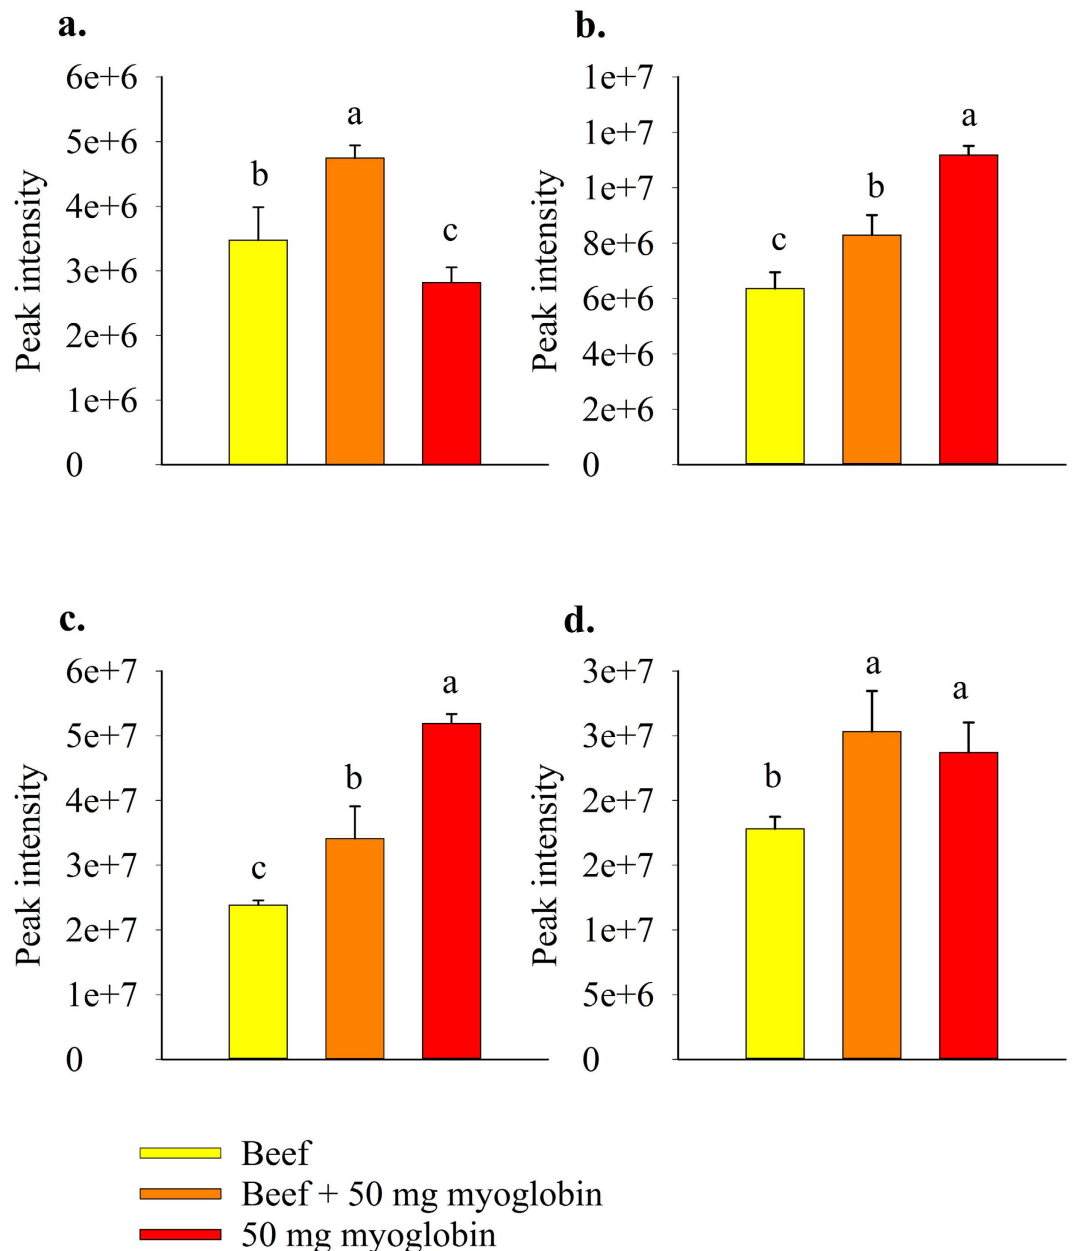 a.
6e+6
5e+6
4e+6
3e+6
2e+6
1e+6
0
Peak intensity
b
a
c
b.
1e+7
1e+7
1e+7
8e+6
6e+6
4e+6
2e+6
0
Peak intensity
c
b
a
c.
6e+7
5e+7
4e+7
3e+7
2e+7
1e+7
0
Peak intensity
c
b
a
d.
3e+7
3e+7
2e+7
2e+7
1e+7
5e+6
0
Peak intensity
b
a
a
Beef
Beef + 50 mg myoglobin
50 mg myoglobin